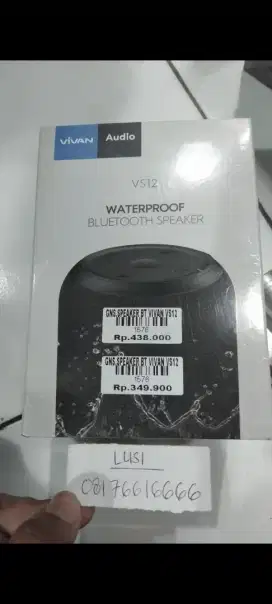 ViVAN Audio
VS12
WATERPROOF
BLUETOOTH SPEAKER
GNS,SPEAKER BT VIVAN VS12
1576
Rp.438.000
GNS,SPEAKER BT VIVAN VS12
1576
Rp.349.900
LUSI
08176616666